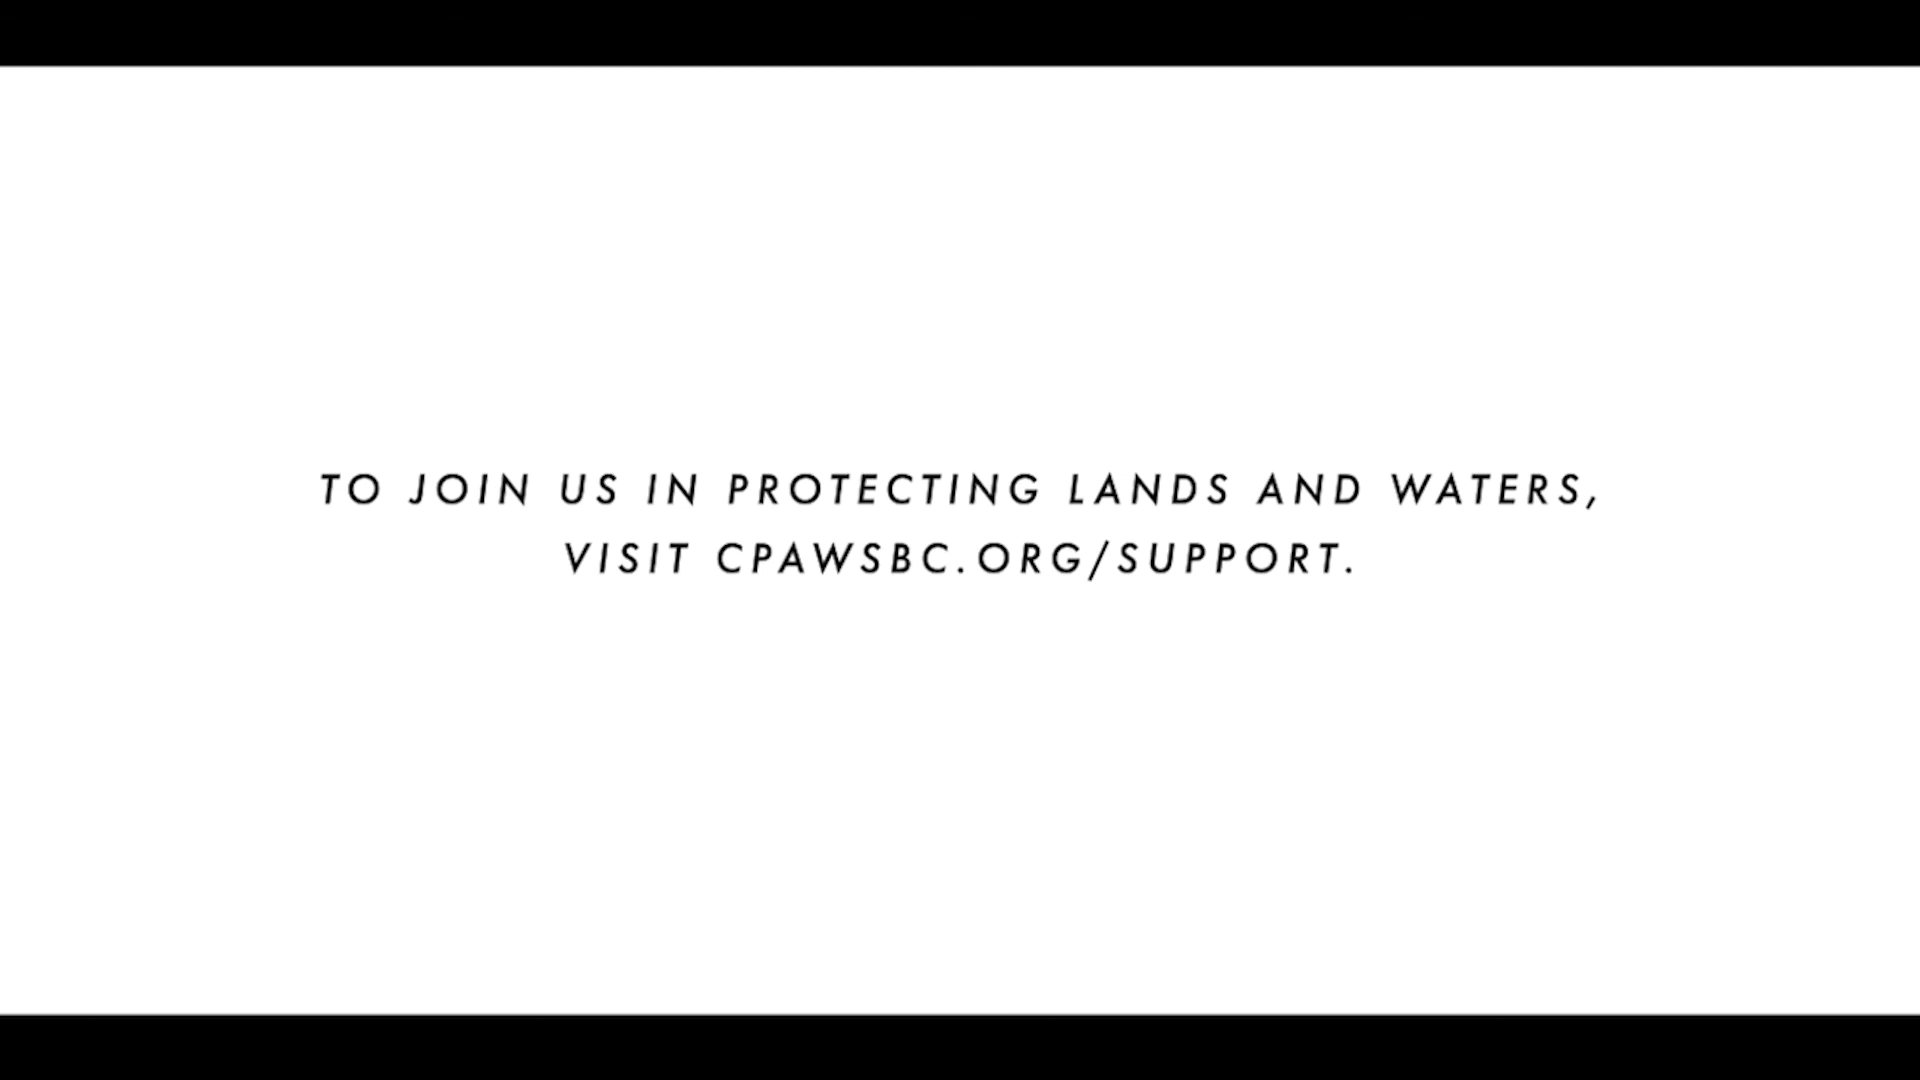 TO JOIN US IN PROTECTING LANDS AND WATERS,
VISIT CPAWSBC.ORG/SUPPORT.